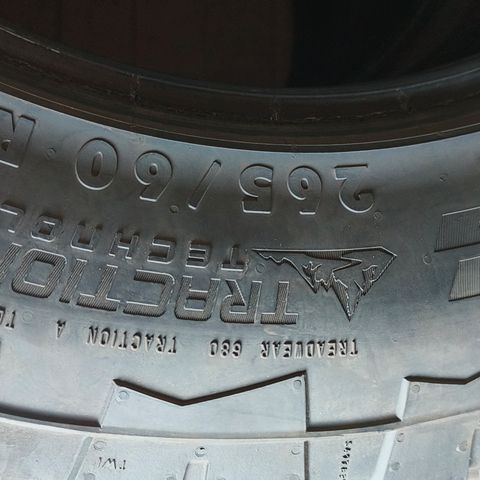 265/60 R
TRACTION
TECHNOL
TREADWEAR 680 TRACTION A
TWI